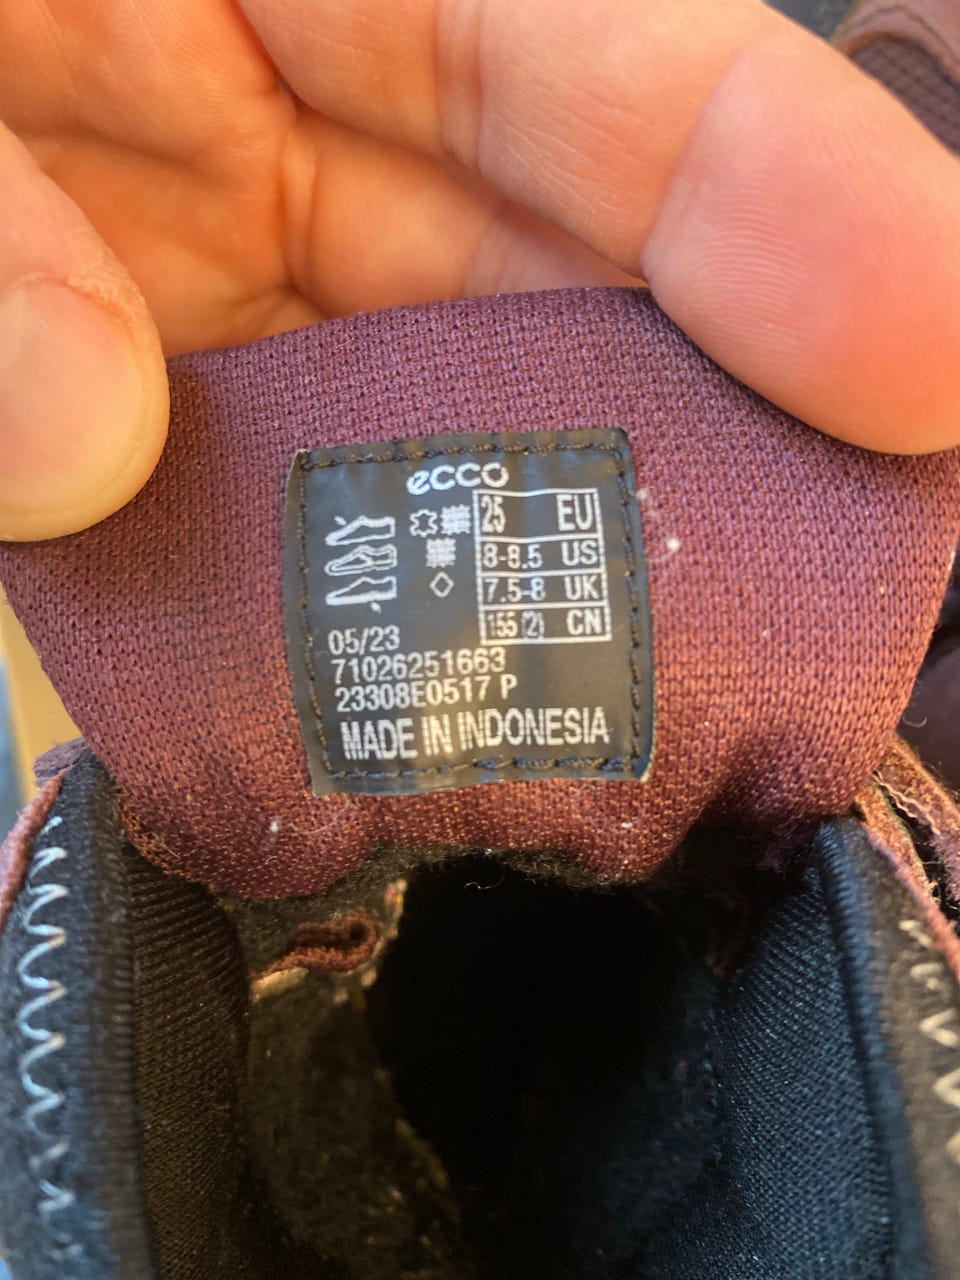 ecco
25 EU
8-8.5 US
7.5-8 UK
155 (2) CN
05/23
71026251663
23308E0517 P
MADE IN INDONESIA